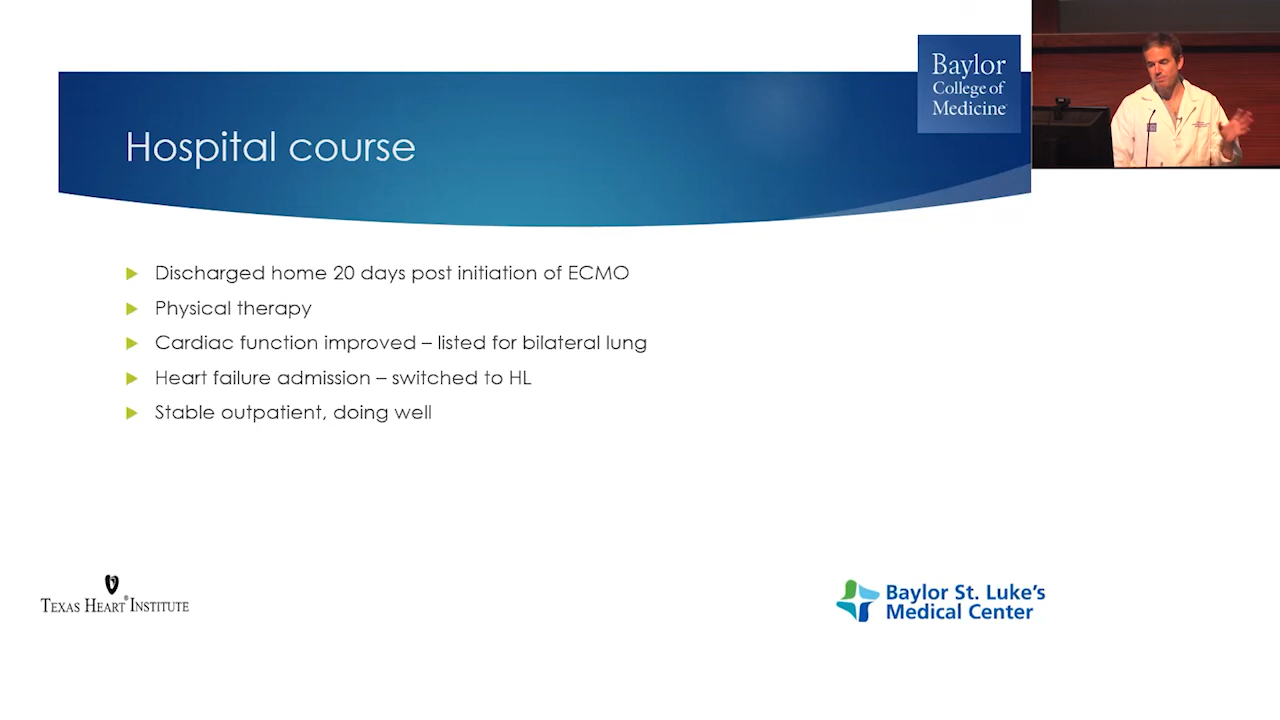 Baylor
College of
Medicine
Hospital course
Discharged home 20 days post initiation of ECMO
Physical therapy
Cardiac function improved – listed for bilateral lung
Heart failure admission – switched to HL
Stable outpatient, doing well
TEXAS HEART® INSTITUTE
Baylor St. Luke's
Medical Center